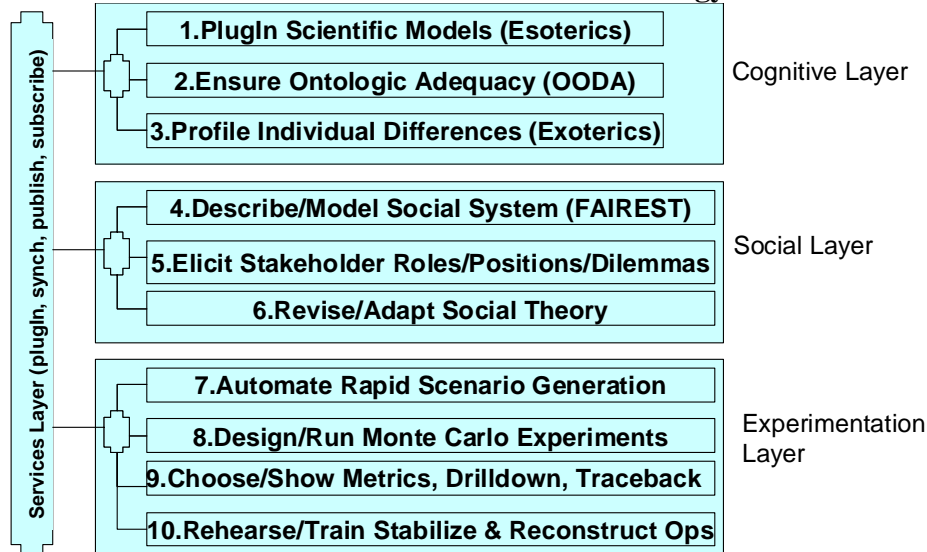 gy
1.PlugIn Scientific Models (Esoterics)
2.Ensure Ontologic Adequacy (OODA)
3.Profile Individual Differences (Exoterics)
Cognitive Layer
4.Describe/Model Social System (FAIREST)
5.Elicit Stakeholder Roles/Positions/Dilemmas
6.Revise/Adapt Social Theory
Social Layer
7.Automate Rapid Scenario Generation
8.Design/Run Monte Carlo Experiments
9.Choose/Show Metrics, Drilldown, Traceback
10.Rehearse/Train Stabilize & Reconstruct Ops
Experimentation
Layer
Services Layer (plugIn, synch, publish, subscribe)